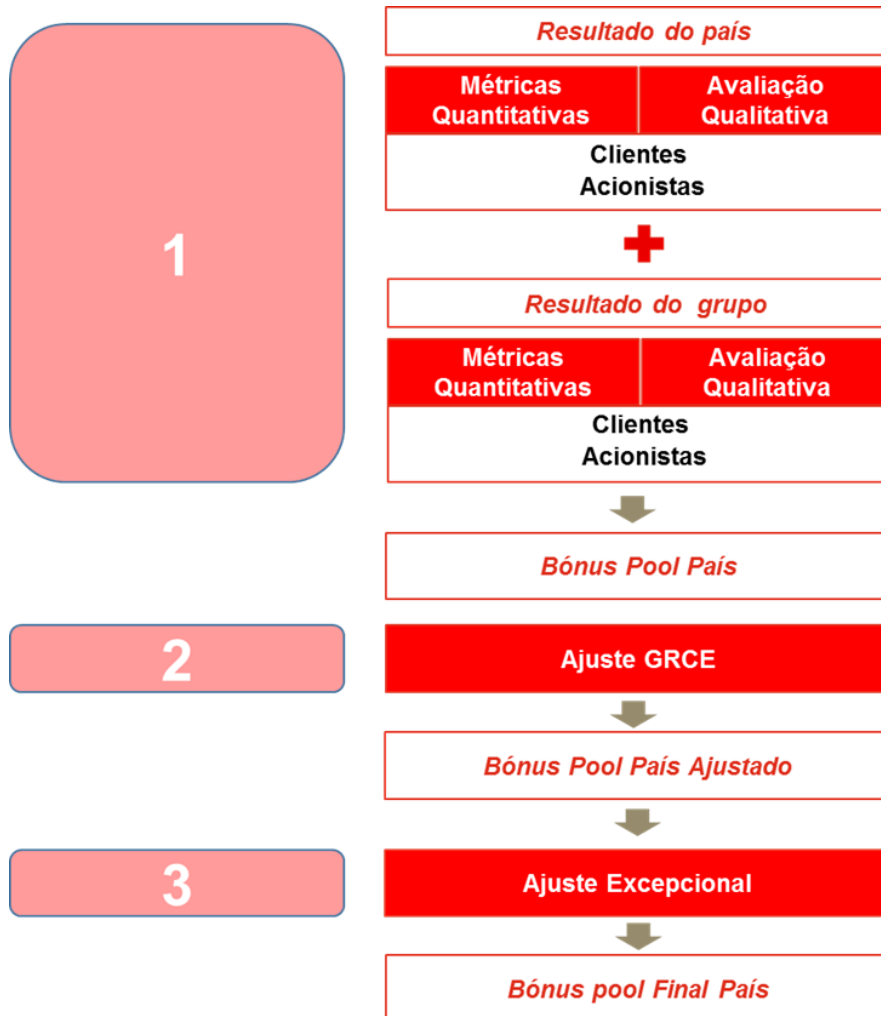 1
Resultado do país
Métricas Quantitativas
Avaliação Qualitativa
Clientes
Acionistas
Resultado do grupo
Métricas Quantitativas
Avaliação Qualitativa
Clientes
Acionistas
Bónus Pool País
2
Ajuste GRCE
Bónus Pool País Ajustado
3
Ajuste Excepcional
Bónus pool Final País